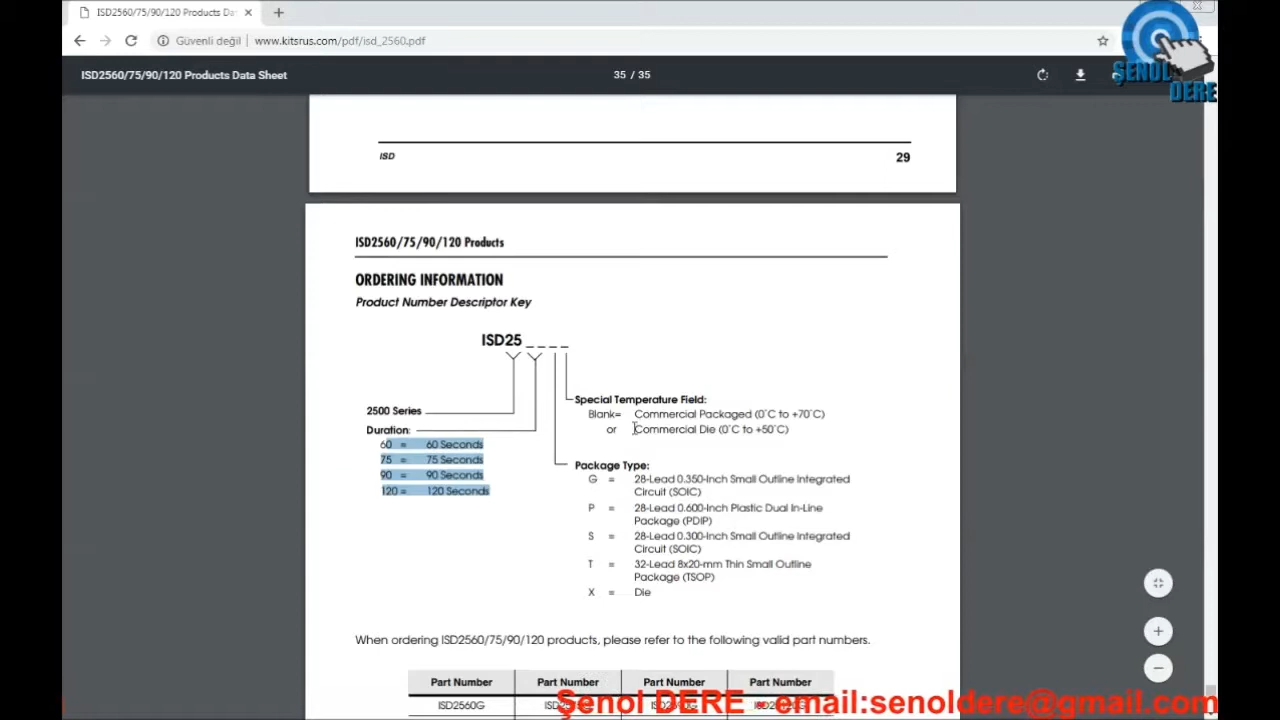 ISD2560/75/90/120 Products Da
Güvenli değil
www.kitsrus.com/pdf/isd_2560.pdf
ŞENOL
DERE
ISD2560/75/90/120 Products Data Sheet
35 / 35
ISD
29
ISD2560/75/90/120 Products
ORDERING INFORMATION
Product Number Descriptor Key
ISD25 _ _ _ _
2500 Series
Duration:
60 = 60 Seconds
75 = 75 Seconds
90 = 90 Seconds
120 = 120 Seconds
Special Temperature Field:
Blank= Commercial Packaged (0˚C to +70˚C)
or Commercial Die (0˚C to +50˚C)
Package Type:
G = 28-Lead 0.350-Inch Small Outline Integrated
Circuit (SOIC)
P = 28-Lead 0.600-Inch Plastic Dual In-Line
Package (PDIP)
S = 28-Lead 0.300-Inch Small Outline Integrated
Circuit (SOIC)
T = 32-Lead 8x20-mm Thin Small Outline
Package (TSOP)
X = Die
When ordering ISD2560/75/90/120 products, please refer to the following valid part numbers.
Part Number Part Number Part Number Part Number
ISD2560G
Şenol DERE - email:senoldere@gmail.com